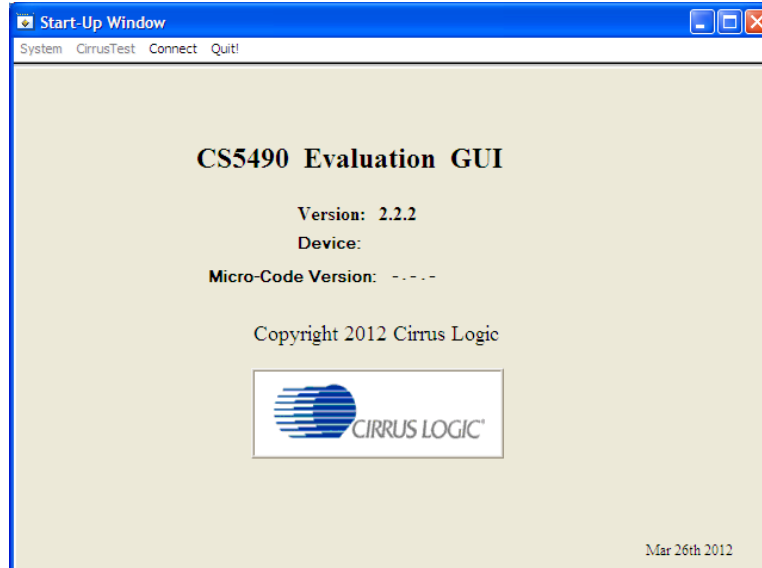 Start-Up Window
System CirrusTest Connect Quit!
CS5490 Evaluation GUI
Version: 2.2.2
Device:
Micro-Code Version: -.-.-
Copyright 2012 Cirrus Logic
CIRRUS LOGIC®
Mar 26th 2012